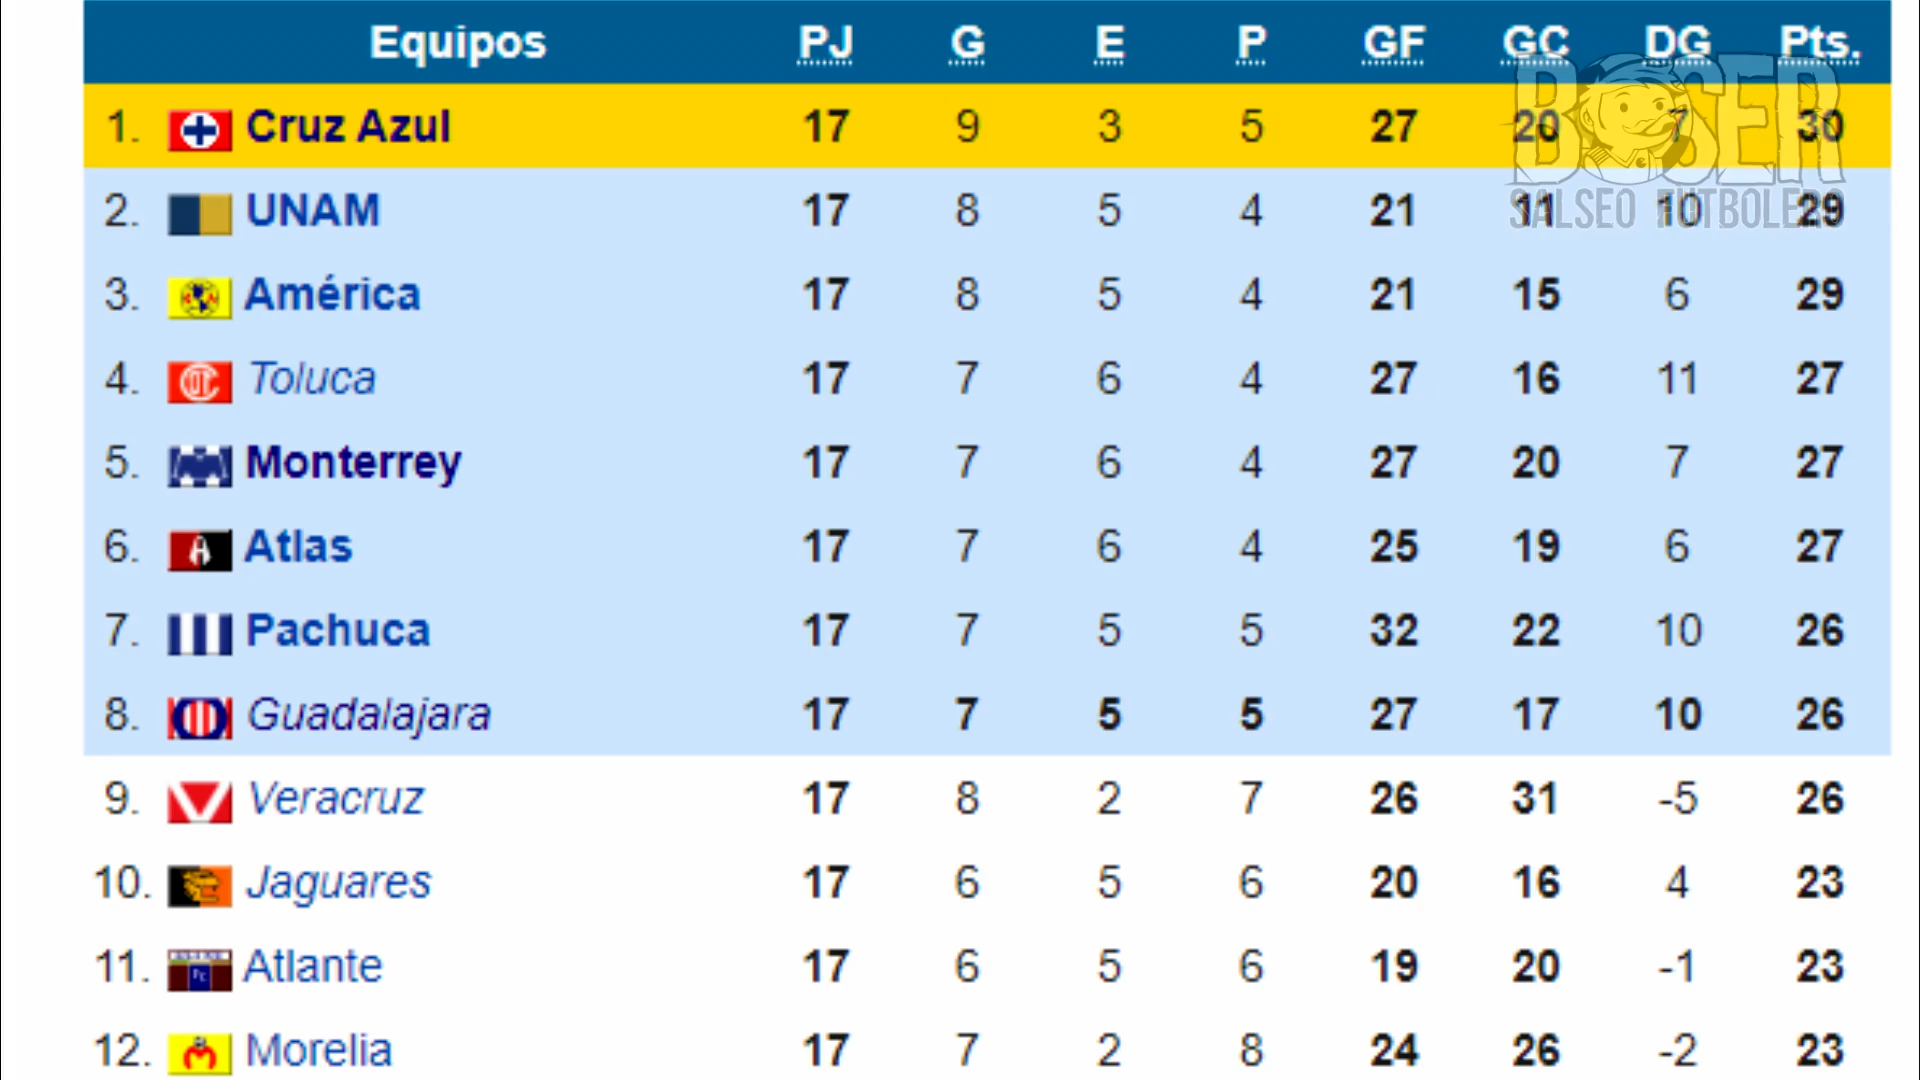 Equipos PJ G E P GF GC DG Pts.
1. Cruz Azul 17 9 3 5 27 20 7 30
2. UNAM 17 8 5 4 21 11 10 29
3. América 17 8 5 4 21 15 6 29
4. Toluca 17 7 6 4 27 16 11 27
5. Monterrey 17 7 6 4 27 20 7 27
6. Atlas 17 7 6 4 25 19 6 27
7. Pachuca 17 7 5 5 32 22 10 26
8. Guadalajara 17 7 5 5 27 17 10 26
9. Veracruz 17 8 2 7 26 31 -5 26
10. Jaguares 17 6 5 6 20 16 4 23
11. Atlante 17 6 5 6 19 20 -1 23
12. Morelia 17 7 2 8 24 26 -2 23
BOSER
SALSEO FUTBOLERO